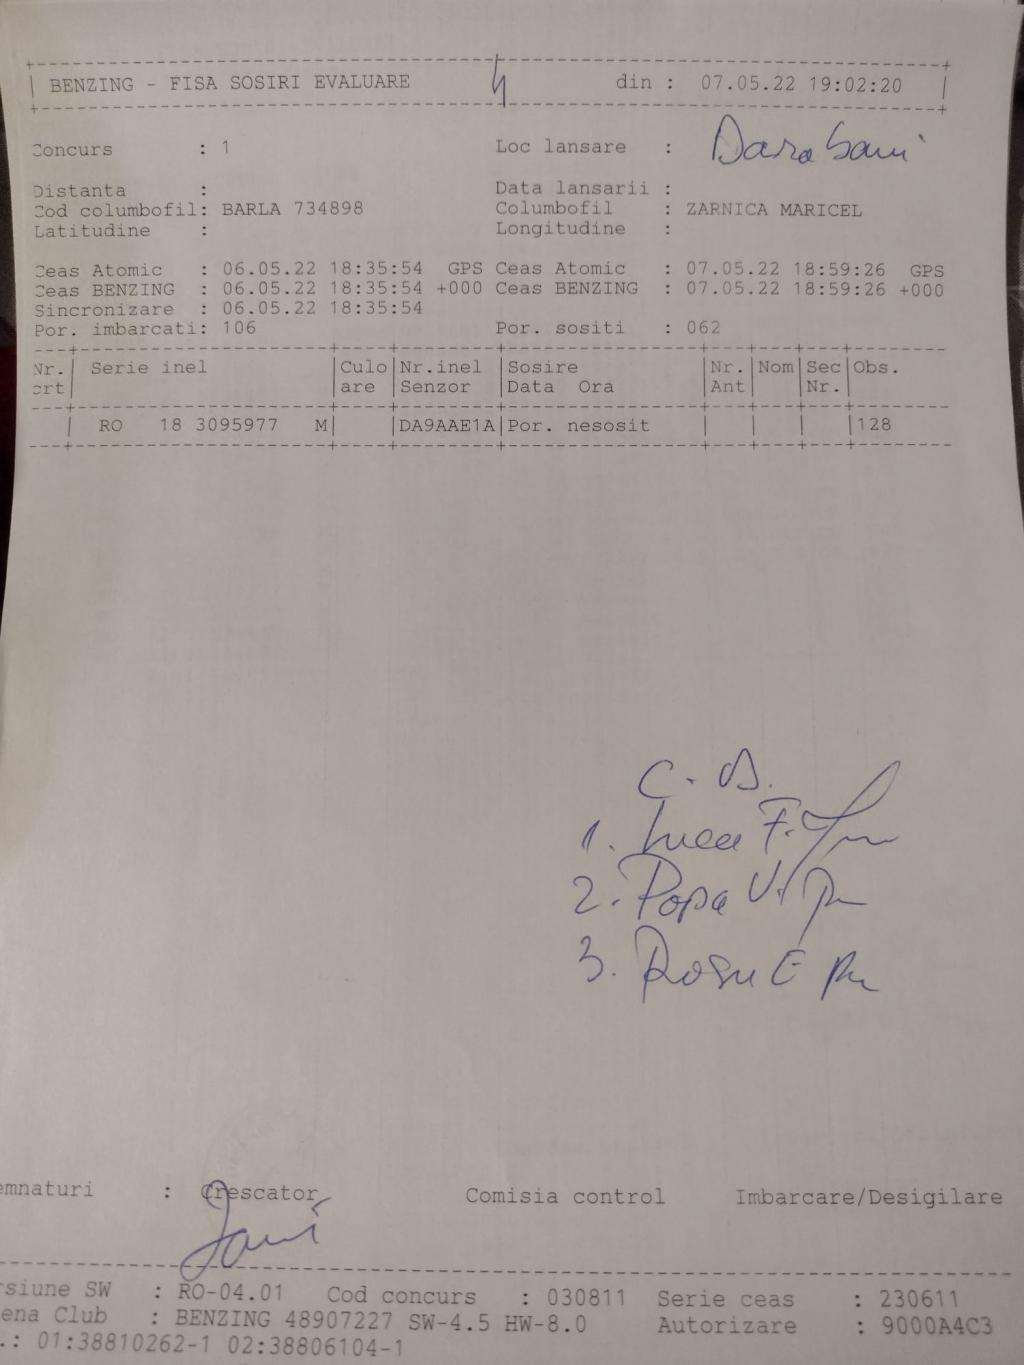 BENZING - FISA SOSIRI EVALUARE 4 din : 07.05.22 19:02:20
Concurs : 1 Loc lansare : Darabani
Distanta : Data lansarii :
Cod columbofil: BARLA 734898 Columbofil : ZARNICA MARICEL
Latitudine : Longitudine :
Ceas Atomic : 06.05.22 18:35:54 GPS Ceas Atomic : 07.05.22 18:59:26 GPS
Ceas BENZING : 06.05.22 18:35:54 +000 Ceas BENZING : 07.05.22 18:59:26 +000
Sincronizare : 06.05.22 18:35:54
Por. imbarcati: 106 Por. sositi : 062
Nr. Serie inel Culo Nr.inel Sosire Nr. Nom Sec Obs.
crt are Senzor Data Ora Ant Nr.
RO 18 3095977 M DA9AAE1A Por. nesosit 128
C. D.
1. Luca F.
2. Popa V.
3. Rosu E
emnaturi : Crescator Comisia control Imbarcare/Desigilare
rsiune SW : RO-04.01 Cod concurs : 030811 Serie ceas : 230611
ena Club : BENZING 48907227 SW-4.5 HW-8.0 Autorizare : 9000A4C3
.: 01:38810262-1 02:38806104-1